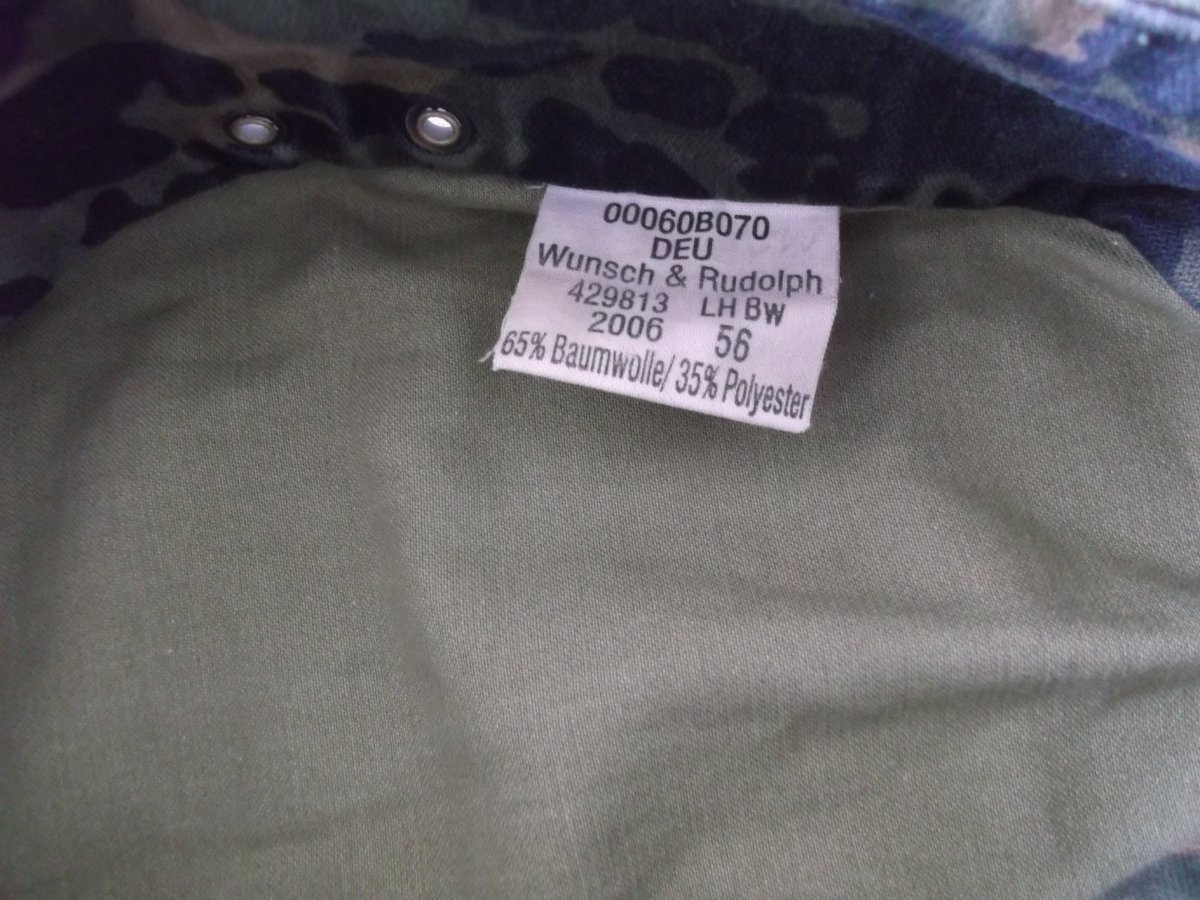 00060B070
DEU
Wunsch & Rudolph
429813 LH Bw
2006 56
65% Baumwolle/ 35% Polyester